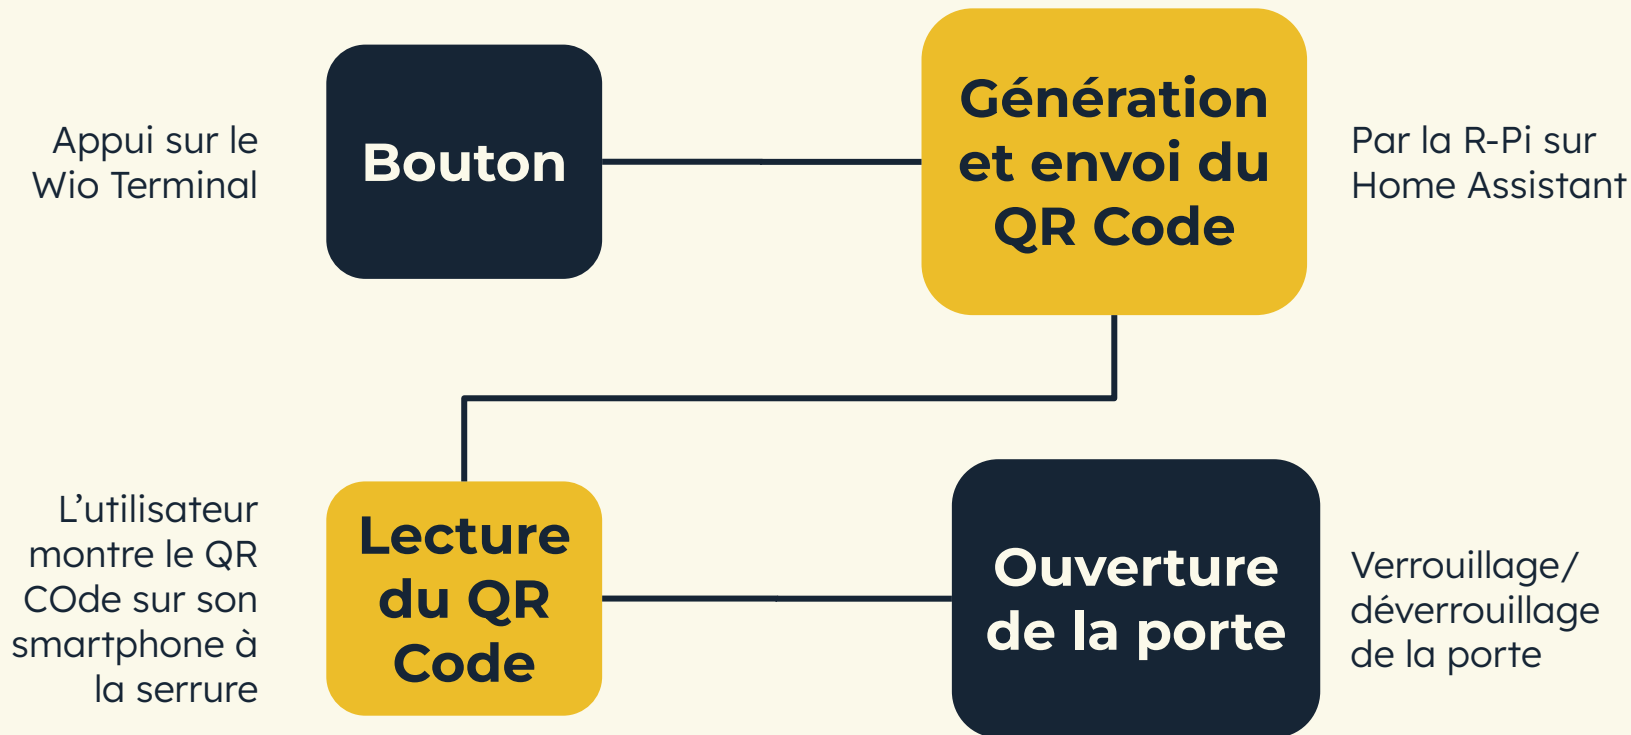 Appui sur le
Wio Terminal
Bouton
Génération
et envoi du
QR Code
Par la R-Pi sur
Home Assistant
L’utilisateur
montre le QR
COde sur son
smartphone à
la serrure
Lecture
du QR
Code
Ouverture
de la porte
Verrouillage/
déverrouillage
de la porte